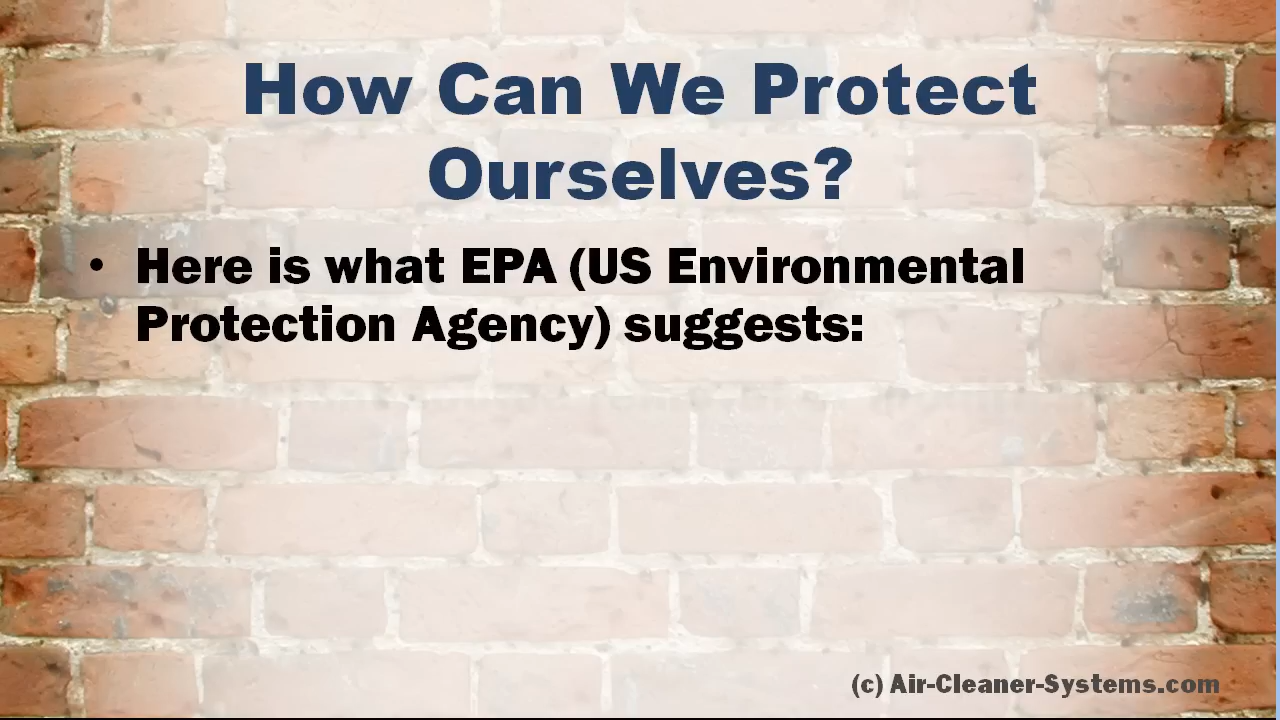 How Can We Protect
Ourselves?
• Here is what EPA (US Environmental
Protection Agency) suggests:
(c) Air-Cleaner-Systems.com